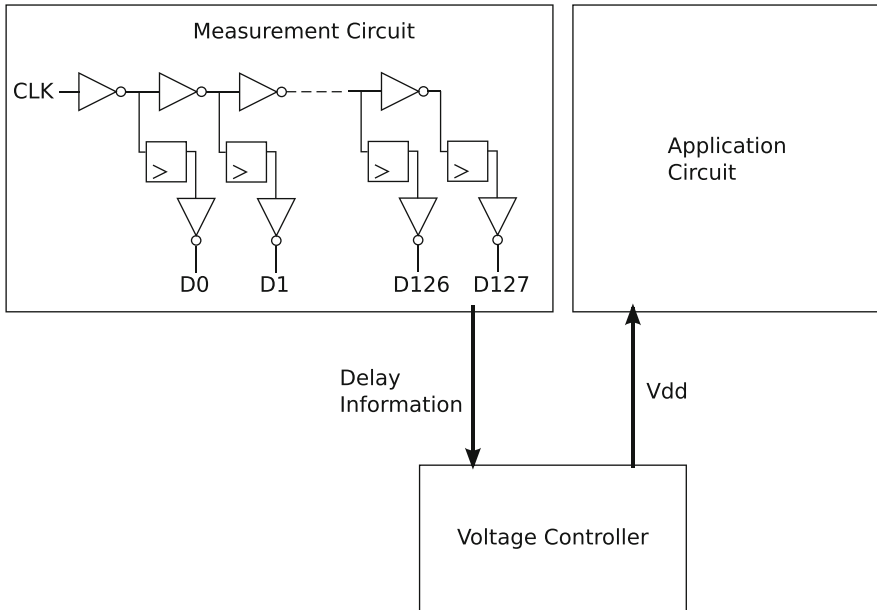 Measurement Circuit
CLK
D0
D1
D126
D127
Application
Circuit
Delay
Information
Vdd
Voltage Controller